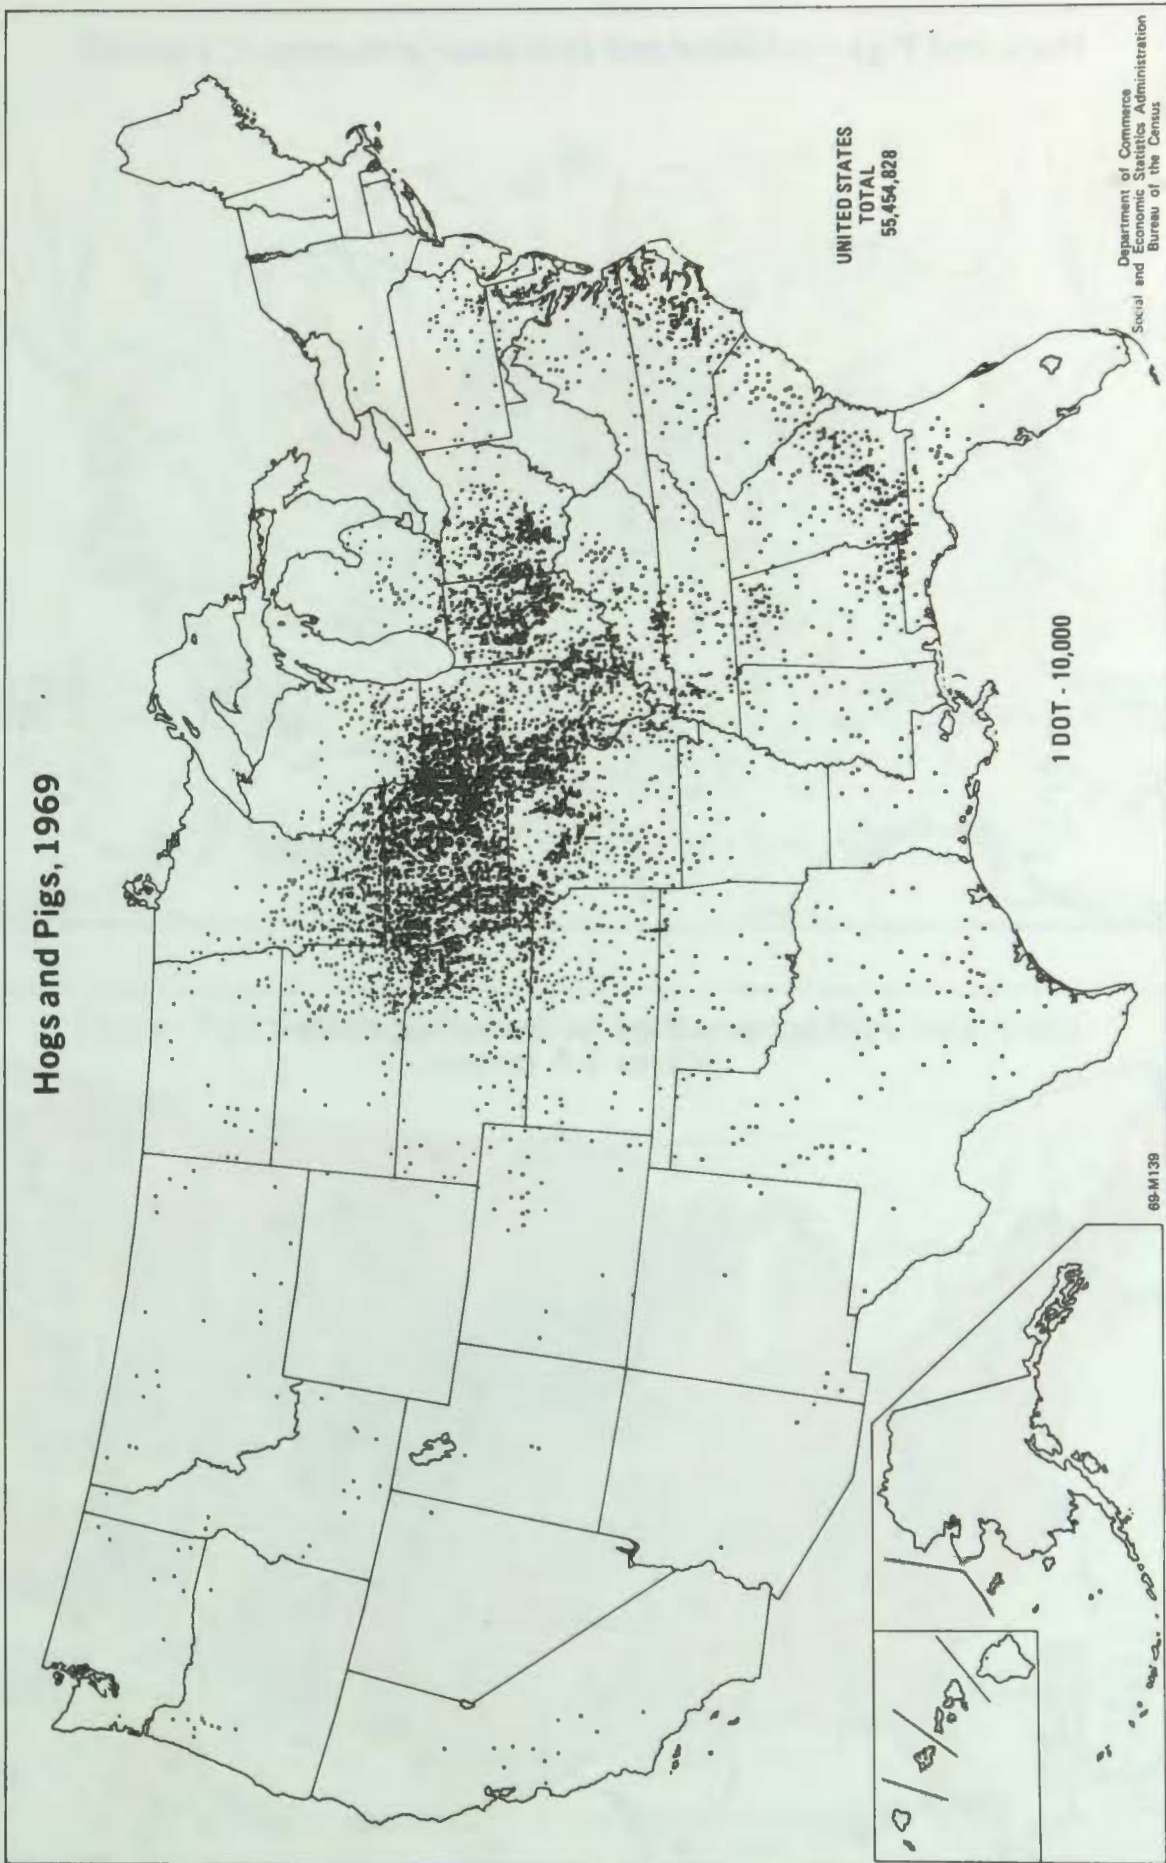 Hogs and Pigs, 1969
UNITED STATES
TOTAL
55,454,828
1 DOT - 10,000
69-M139
Department of Commerce
Social and Economic Statistics Administration
Bureau of the Census